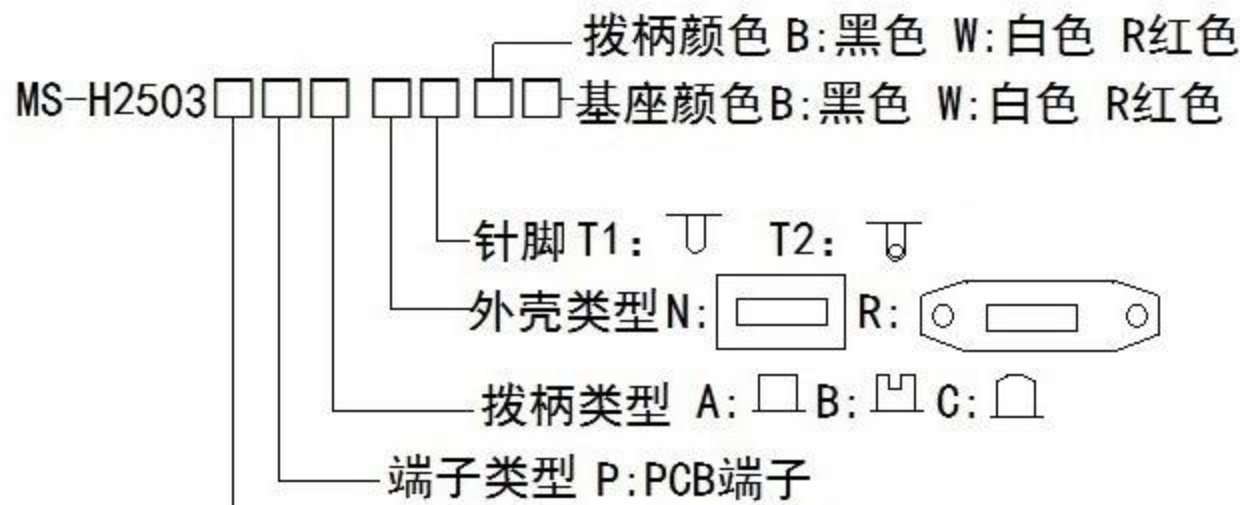 拨柄颜色 B:黑色 W:白色 R红色
MS-H2503□□□ □□□□ 基座颜色B:黑色 W:白色 R红色
针脚 T1: T2:
外壳类型N: R:
拨柄类型 A: B: C:
端子类型 P:PCB端子